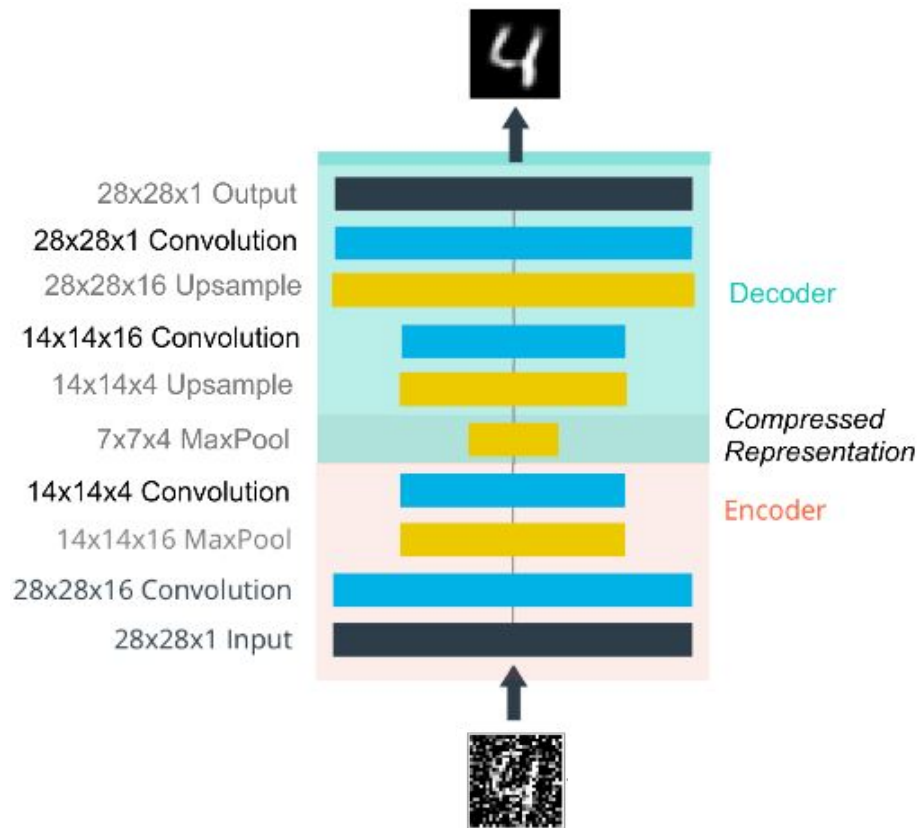 28x28x1 Output
28x28x1 Convolution
28x28x16 Upsample
Decoder
14x14x16 Convolution
14x14x4 Upsample
7x7x4 MaxPool
Compressed
Representation
14x14x4 Convolution
Encoder
14x14x16 MaxPool
28x28x16 Convolution
28x28x1 Input
4